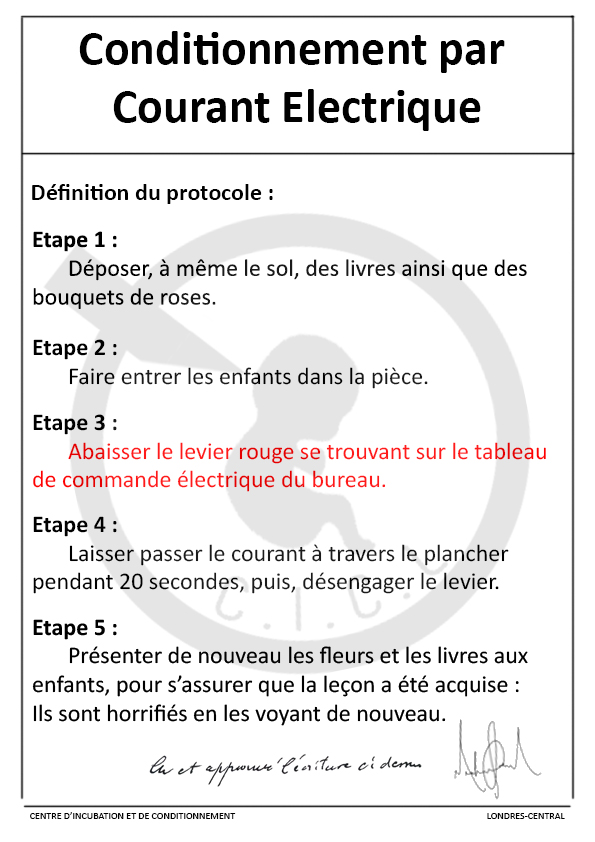 Conditionnement par
Courant Electrique
Définition du protocole :
Etape 1 :
Déposer, à même le sol, des livres ainsi que des
bouquets de roses.
Etape 2 :
Faire entrer les enfants dans la pièce.
Etape 3 :
Abaisser le levier rouge se trouvant sur le tableau
de commande électrique du bureau.
Etape 4 :
Laisser passer le courant à travers le plancher
pendant 20 secondes, puis, désengager le levier.
Etape 5 :
Présenter de nouveau les fleurs et les livres aux
enfants, pour s’assurer que la leçon a été acquise :
Ils sont horrifiés en les voyant de nouveau.
lu et approuvé l'écriture ci dessus
CENTRE D’INCUBATION ET DE CONDITIONNEMENT
LONDRES-CENTRAL